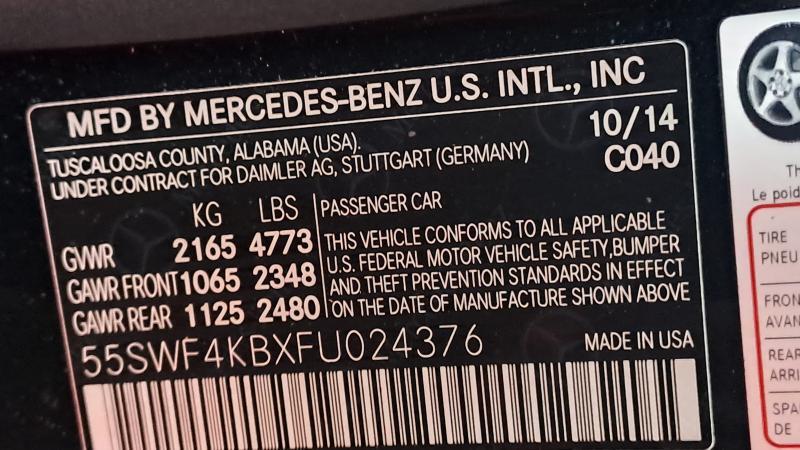 MFD BY MERCEDES-BENZ U.S. INTL., INC
TUSCALOOSA COUNTY, ALABAMA (USA). 10/14
UNDER CONTRACT FOR DAIMLER AG, STUTTGART (GERMANY) C040
KG LBS PASSENGER CAR
GVWR 2165 4773 THIS VEHICLE CONFORMS TO ALL APPLICABLE
GAWR FRONT 1065 2348 U.S. FEDERAL MOTOR VEHICLE SAFETY,BUMPER
GAWR REAR 1125 2480 AND THEFT PREVENTION STANDARDS IN EFFECT
ON THE DATE OF MANUFACTURE SHOWN ABOVE
55SWF4KBXFU024376 MADE IN USA
Th
Le poid
TIRE
PNEU
FRON
AVAN
REAR
ARRI
SPA
DE